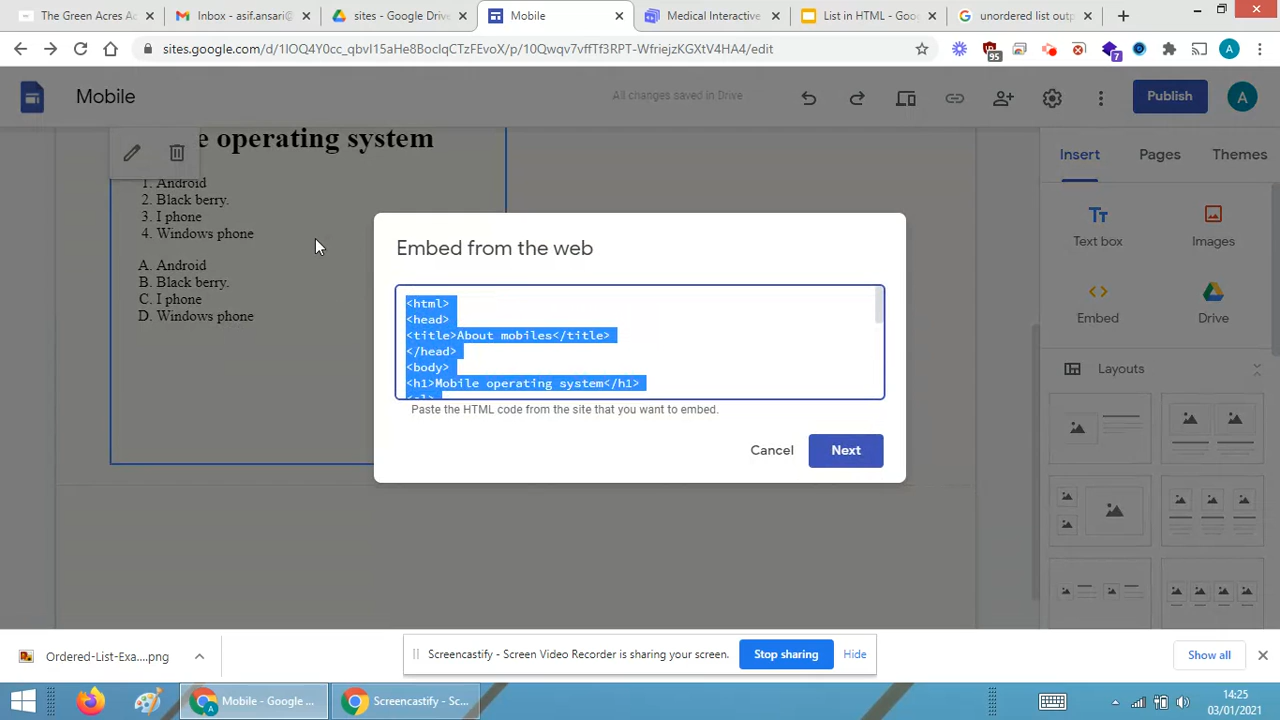 The Green Acres Ac
Inbox - asif.ansari@
sites - Google Drive
Mobile
Medical Interactive
List in HTML - Goo
unordered list outp
sites.google.com/d/1IOQ4Y0cc_qbvI15aHe8BocIqCTzFEvoX/p/10Qwqv7vffTf3RPT-WfriejzKGXtV4HA4/edit
95
7
A
Mobile
All changes saved in Drive
Publish
A
e operating system
1. Android
2. Black berry.
3. I phone
4. Windows phone
A. Android
B. Black berry.
C. I phone
D. Windows phone
Embed from the web
<html>
<head>
<title>About mobiles</title>
</head>
<body>
<h1>Mobile operating system</h1>
Paste the HTML code from the site that you want to embed.
Cancel
Next
Insert
Pages
Themes
Tт
Text box
Images
Embed
Drive
Layouts
Ordered-List-Exa....png
Screencastify - Screen Video Recorder is sharing your screen.
Stop sharing
Hide
Show all
Mobile - Google ...
Screencastify - Sc...
14:25
03/01/2021